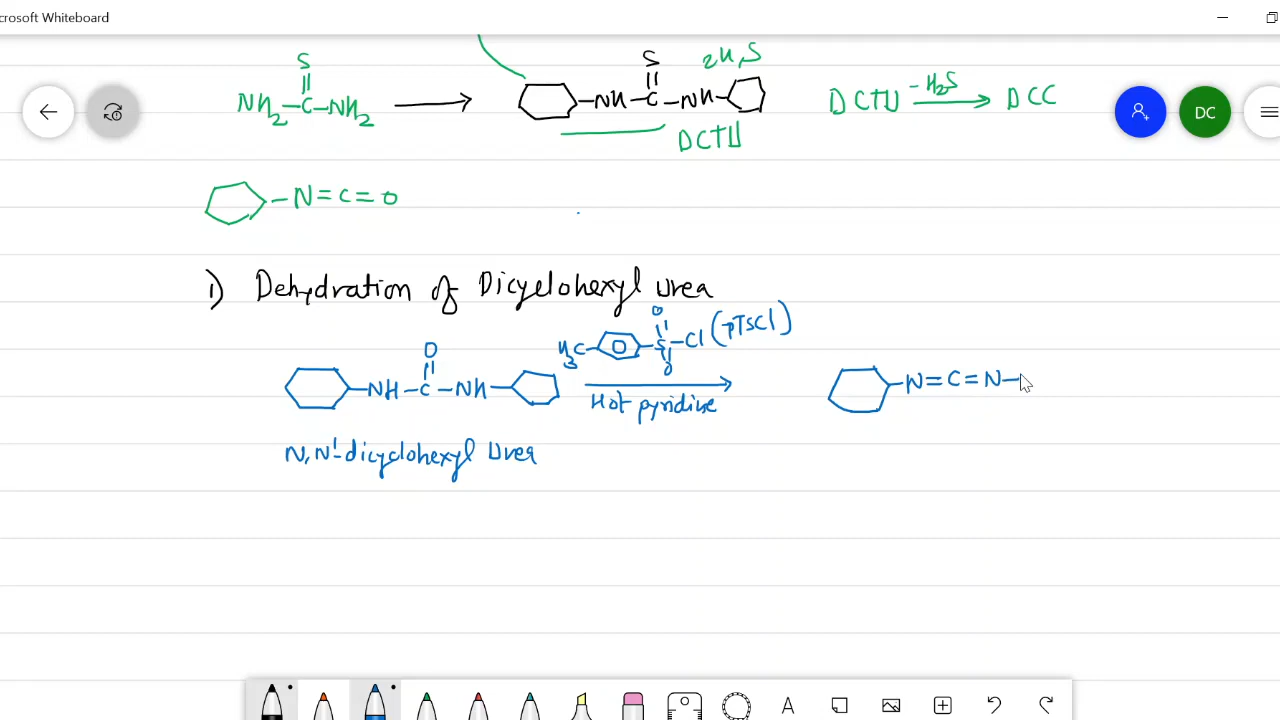 crosoft Whiteboard
S
NH2-C-NH2
S
-NH-C-NH-
2H2S
DCTU
DCTU -H2S DCC
DC
-N=C=O
1) Dehydration of Dicyclohexyl Urea
O
-NH-C-NH-
H3C- -S-Cl (pTsCl)
O
O
Hot pyridine
-N=C=N-
N,N'-dicyclohexyl Urea
A